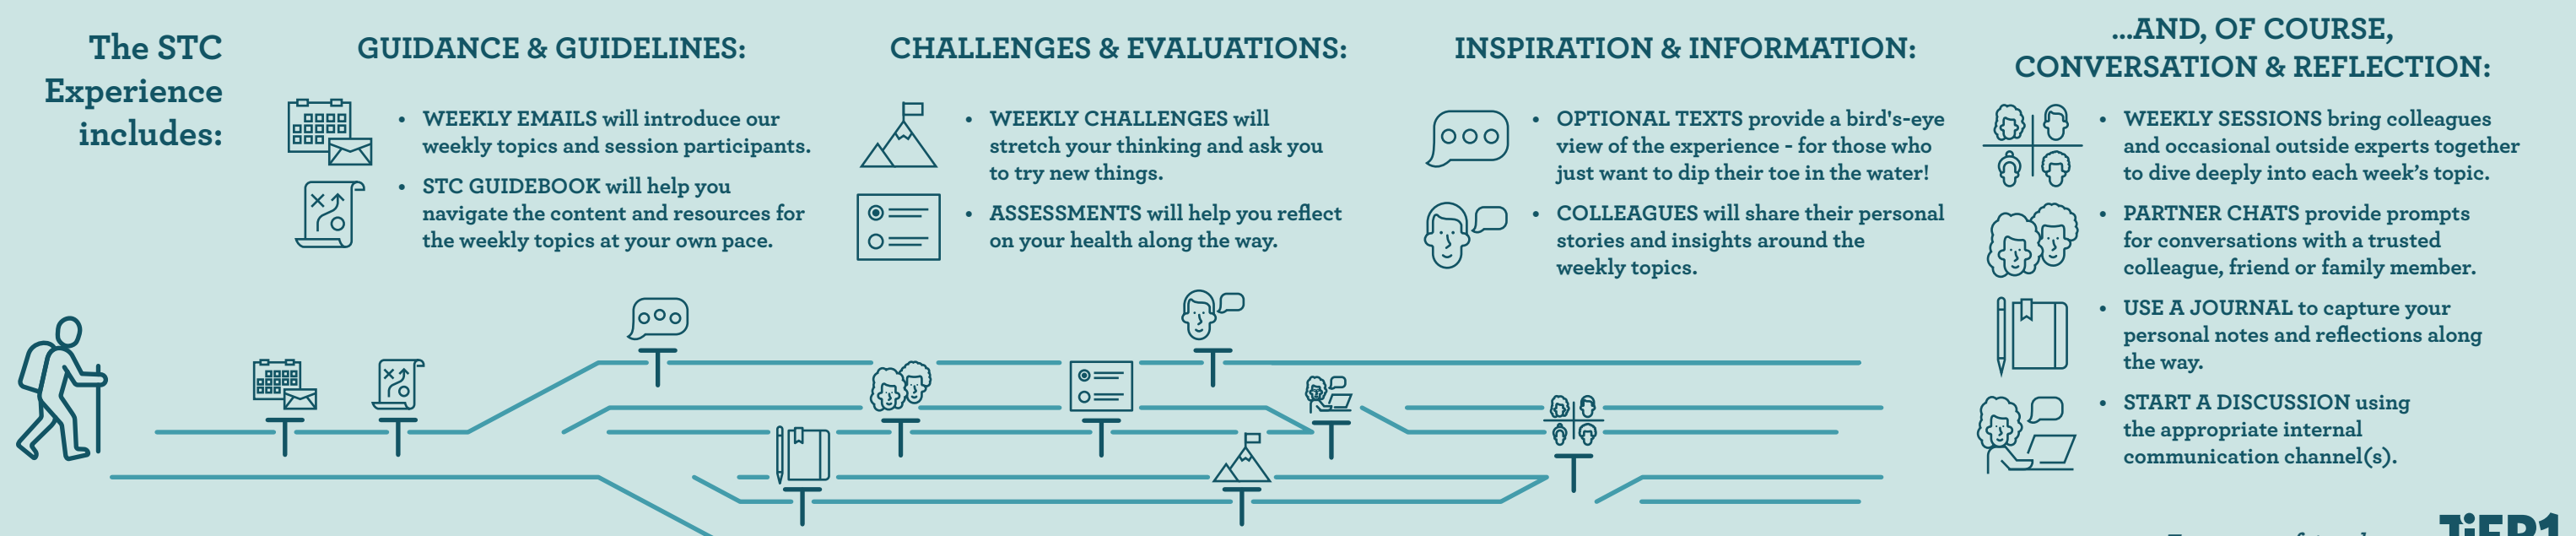 The STC
Experience
includes:
GUIDANCE & GUIDELINES:
• WEEKLY EMAILS will introduce our
weekly topics and session participants.
• STC GUIDEBOOK will help you
navigate the content and resources for
the weekly topics at your own pace.
CHALLENGES & EVALUATIONS:
• WEEKLY CHALLENGES will
stretch your thinking and ask you
to try new things.
• ASSESSMENTS will help you reflect
on your health along the way.
INSPIRATION & INFORMATION:
• OPTIONAL TEXTS provide a bird's-eye
view of the experience - for those who
just want to dip their toe in the water!
• COLLEAGUES will share their personal
stories and insights around the
weekly topics.
...AND, OF COURSE,
CONVERSATION & REFLECTION:
• WEEKLY SESSIONS bring colleagues
and occasional outside experts together
to dive deeply into each week’s topic.
• PARTNER CHATS provide prompts
for conversations with a trusted
colleague, friend or family member.
• USE A JOURNAL to capture your
personal notes and reflections along
the way.
• START A DISCUSSION using
the appropriate internal
communication channel(s).
TiER1